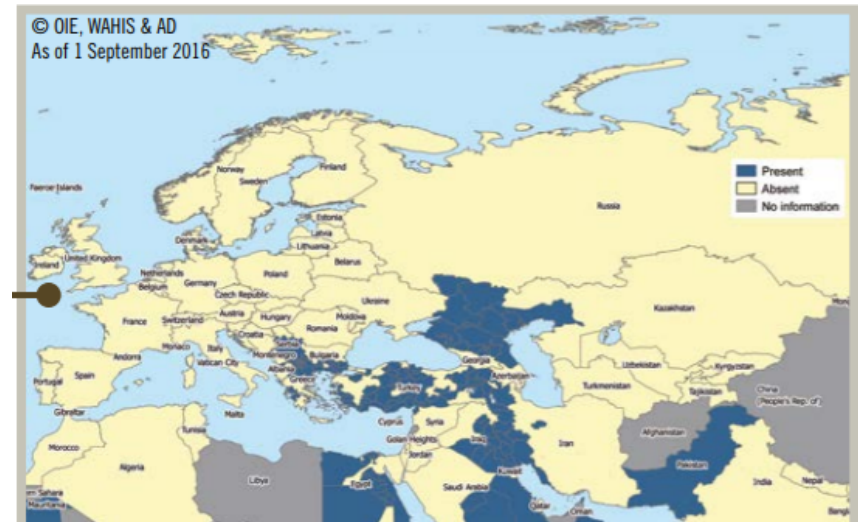 © OIE, WAHIS & AD
As of 1 September 2016
Present
Absent
No information
Faeroe Islands
Norway
Sweden
Finland
Russia
Estonia
Latvia
Lithuania
Denmark
Ireland
United Kingdom
Netherlands
Belgium
Germany
Poland
Belarus
Czech Republic
Ukraine
Kazakhstan
France
Switzerland
Austria
Hungary
Moldova
Romania
Croatia
Serbia
Monaco
Italy
Vatican City
Montenegro
Bulgaria
Albania
Greece
Georgia
Azerbaijan
Uzbekistan
Kyrgyzstan
Turkmenistan
Tajikistan
China
(People's Rep. of)
Andorra
Portugal
Spain
Gibraltar
Malta
Turkey
Cyprus
Syria
Golan Heights
Jordan
Iraq
Iran
Kuwait
Afghanistan
Pakistan
Tunisia
Morocco
Algeria
Libya
Egypt
Saudi Arabia
Qatar
Oman
India
Nepal
Sahara
Mauritania